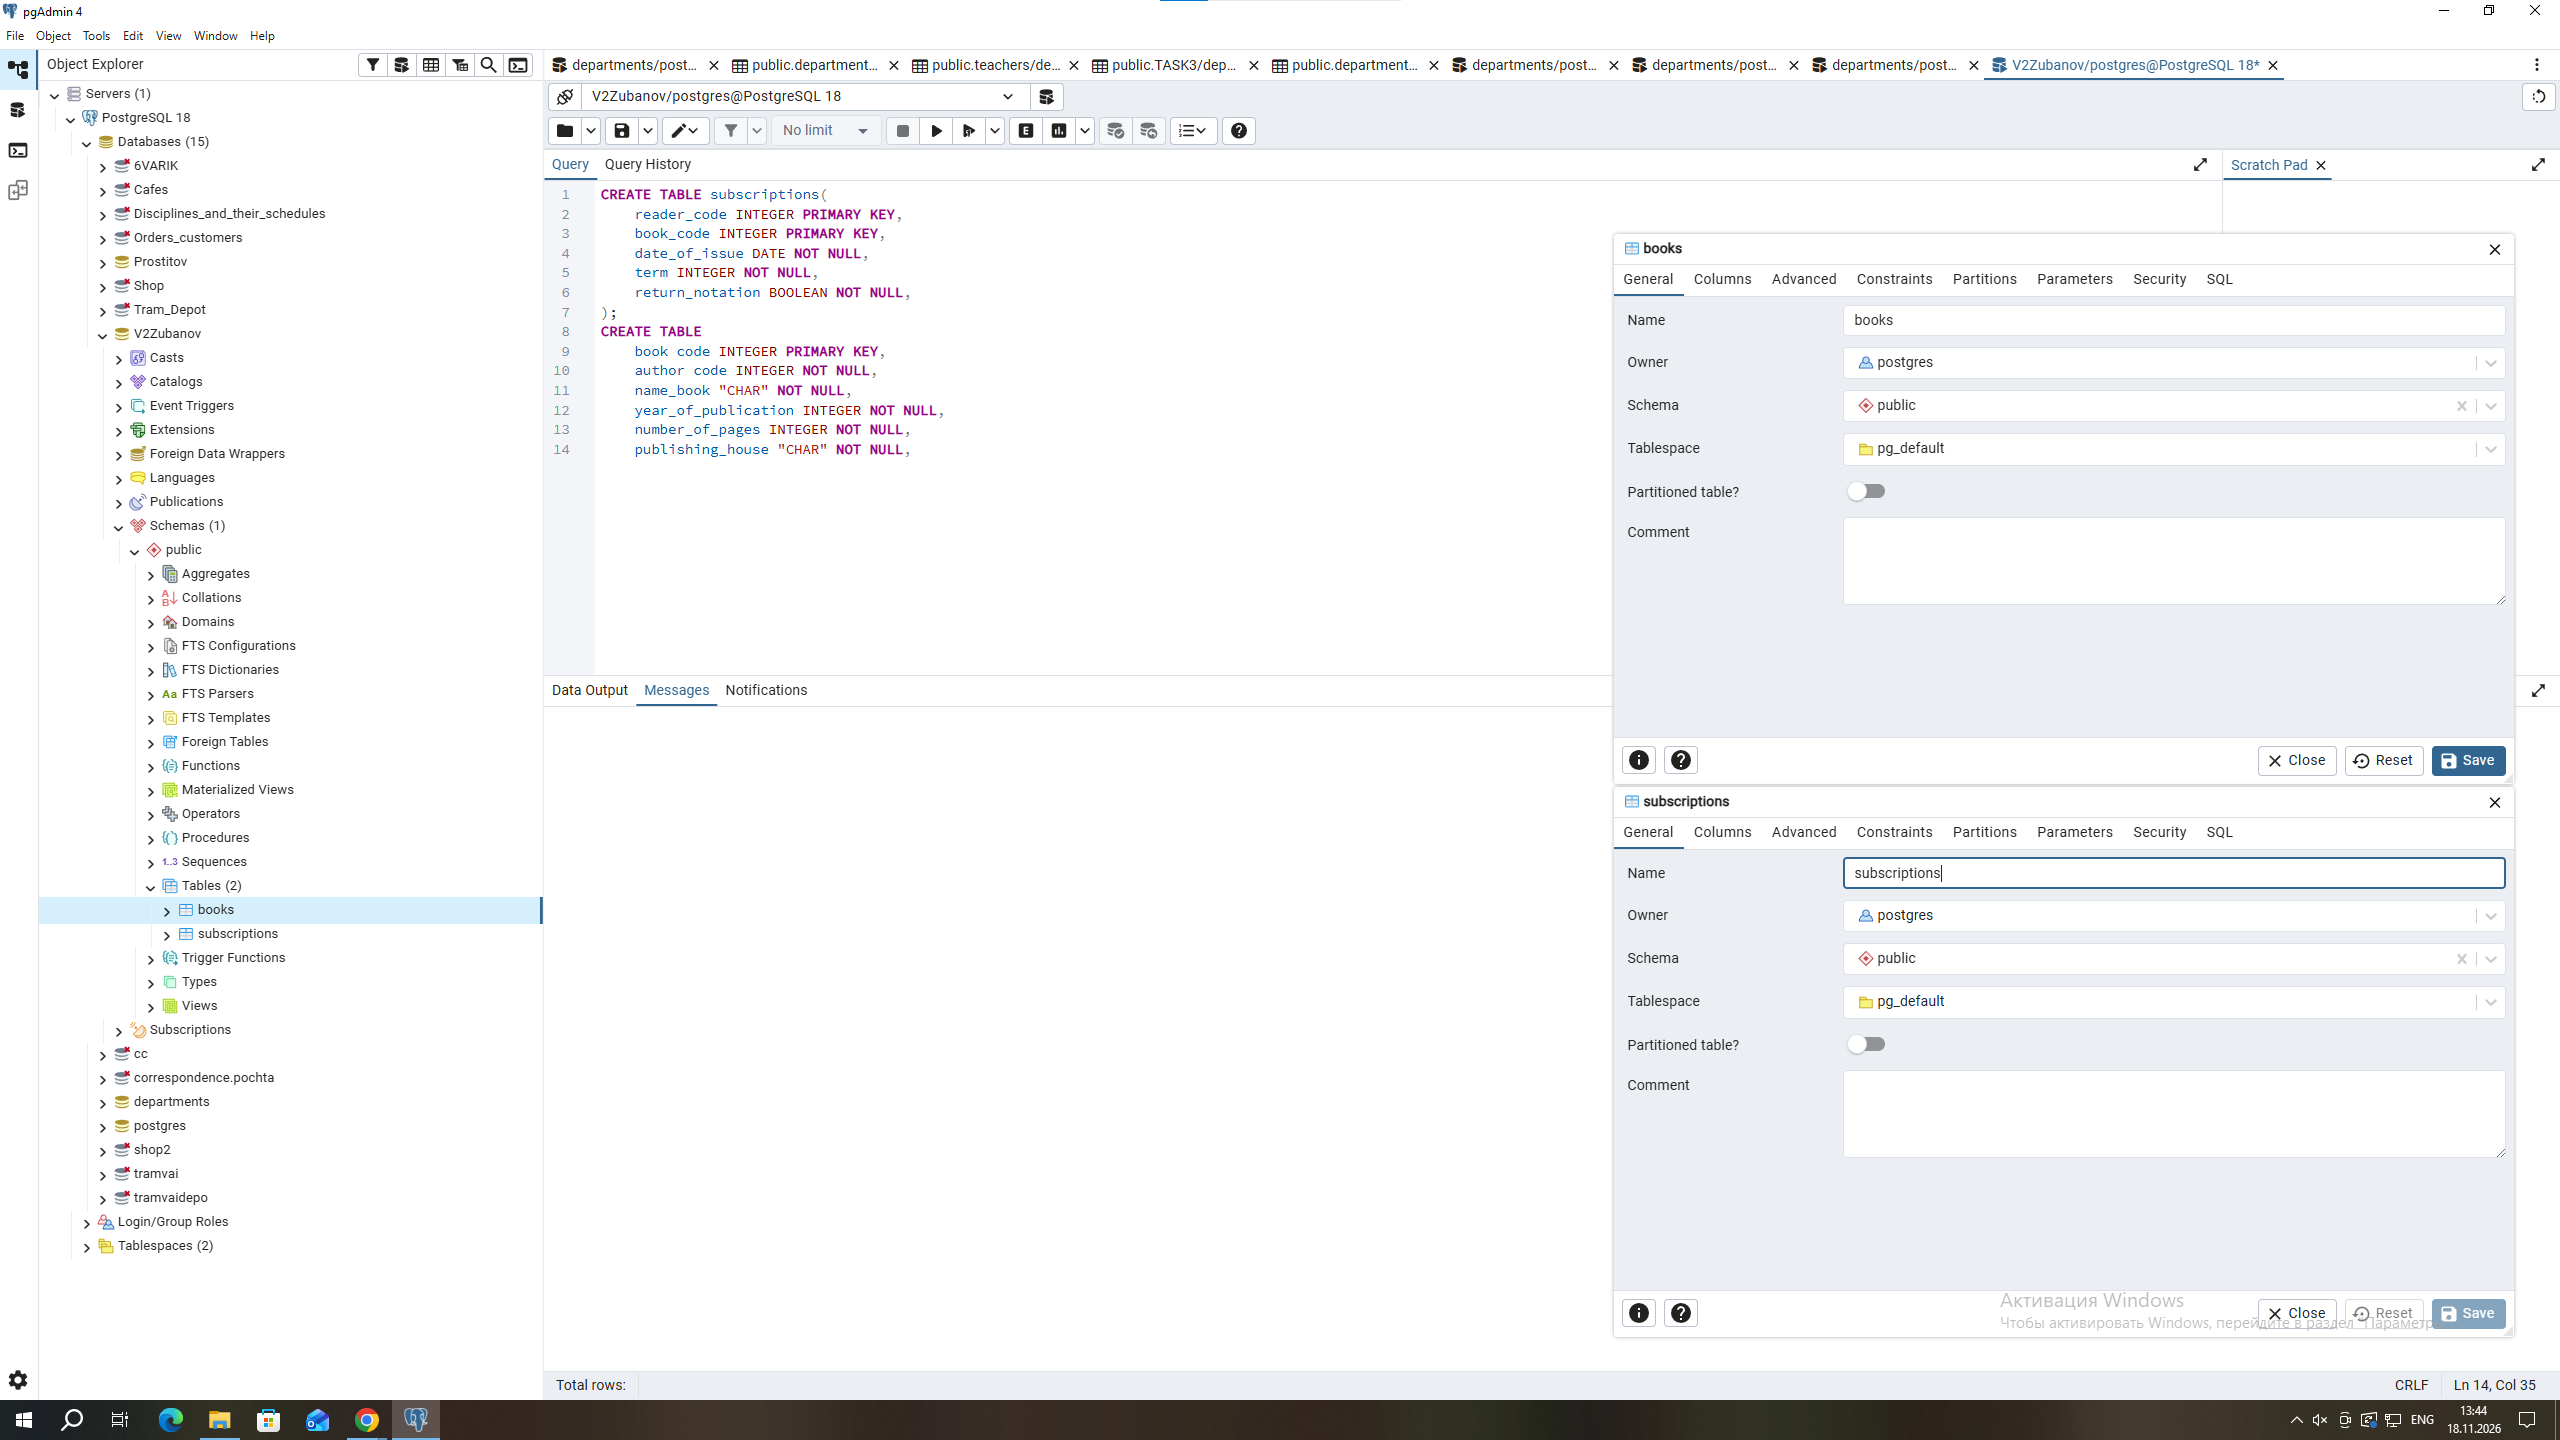 pgAdmin 4
File Object Tools Edit View Window Help
Object Explorer
departments/post...
public.department...
public.teachers/de...
public.TASK3/dep...
public.department...
departments/post...
departments/post...
departments/post...
V2Zubanov/postgres@PostgreSQL 18*
V2Zubanov/postgres@PostgreSQL 18
No limit
E
Query Query History
Scratch Pad
Servers (1)
PostgreSQL 18
Databases (15)
6VARIK
Cafes
Disciplines_and_their_schedules
Orders_customers
Prostitov
Shop
Tram_Depot
V2Zubanov
Casts
Catalogs
Event Triggers
Extensions
Foreign Data Wrappers
Languages
Publications
Schemas (1)
public
Aggregates
Collations
Domains
FTS Configurations
FTS Dictionaries
Aa FTS Parsers
FTS Templates
Foreign Tables
Functions
Materialized Views
Operators
Procedures
1..3 Sequences
Tables (2)
books
subscriptions
Trigger Functions
Types
Views
Subscriptions
cc
correspondence.pochta
departments
postgres
shop2
tramvai
tramvaidepo
Login/Group Roles
Tablespaces (2)
1 CREATE TABLE subscriptions(
2 reader_code INTEGER PRIMARY KEY,
3 book_code INTEGER PRIMARY KEY,
4 date_of_issue DATE NOT NULL,
5 term INTEGER NOT NULL,
6 return_notation BOOLEAN NOT NULL,
7 );
8 CREATE TABLE
9 book code INTEGER PRIMARY KEY,
10 author code INTEGER NOT NULL,
11 name_book "CHAR" NOT NULL,
12 year_of_publication INTEGER NOT NULL,
13 number_of_pages INTEGER NOT NULL,
14 publishing_house "CHAR" NOT NULL,
Data Output Messages Notifications
books
General Columns Advanced Constraints Partitions Parameters Security SQL
Name books
Owner postgres
Schema public
Tablespace pg_default
Partitioned table?
Comment
Close Reset Save
subscriptions
General Columns Advanced Constraints Partitions Parameters Security SQL
Name subscriptions
Owner postgres
Schema public
Tablespace pg_default
Partitioned table?
Comment
Close Reset Save
Активация Windows
Чтобы активировать Windows, перейдите в раздел "Параметр
Total rows:
CRLF Ln 14, Col 35
ENG
13:44
18.11.2026